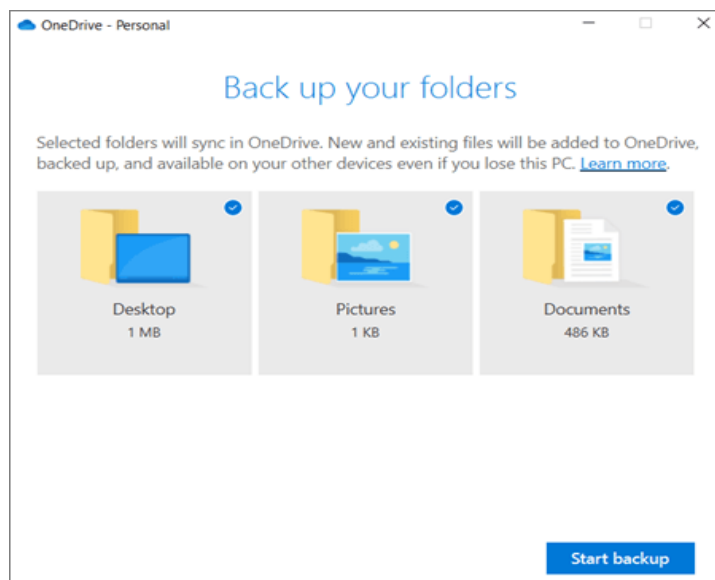 OneDrive - Personal
Back up your folders
Selected folders will sync in OneDrive. New and existing files will be added to OneDrive,
backed up, and available on your other devices even if you lose this PC. Learn more.
Desktop
1 MB
Pictures
1 KB
Documents
486 KB
Start backup